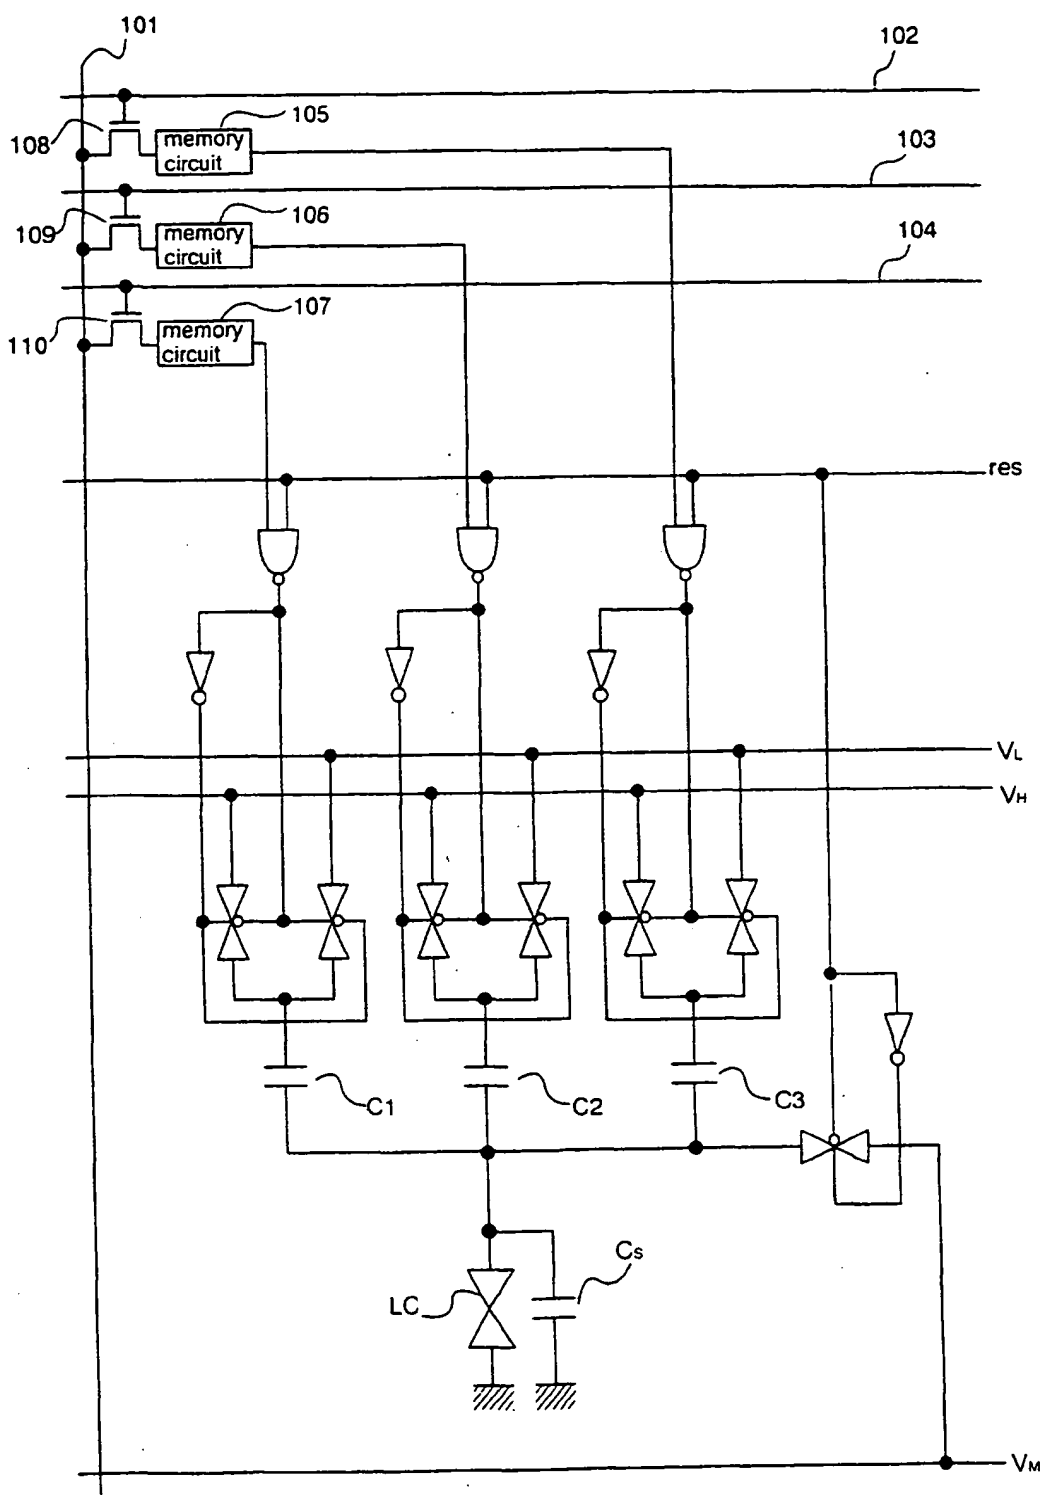 101
102
105
108
memory
circuit
103
106
109
memory
circuit
104
107
110
memory
circuit
res
VL
VH
C1
C2
C3
Cs
LC
VM